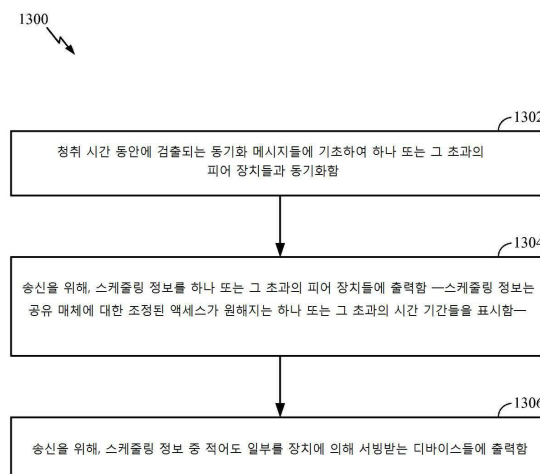 1300
1302
청취 시간 동안에 검출되는 동기화 메시지들에 기초하여 하나 또는 그 초과의
피어 장치들과 동기화함
1304
송신을 위해, 스케줄링 정보를 하나 또는 그 초과의 피어 장치들에 출력함 —스케줄링 정보는
공유 매체에 대한 조정된 액세스가 원해지는 하나 또는 그 초과의 시간 기간들을 표시함—
1306
송신을 위해, 스케줄링 정보 중 적어도 일부를 장치에 의해 서빙받는 디바이스들에 출력함